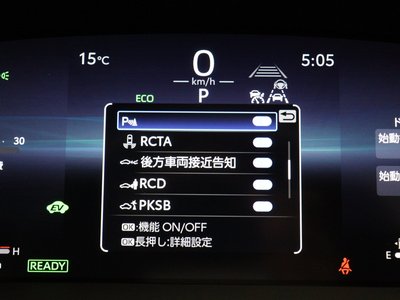 15℃
0
5:05
km/h
ECO
P
P
RCTA
30
後方車両接近告知
始動
RCD
始動
PKSB
EV
OK:機能 ON/OFF
OK長押し:詳細設定
H
READY